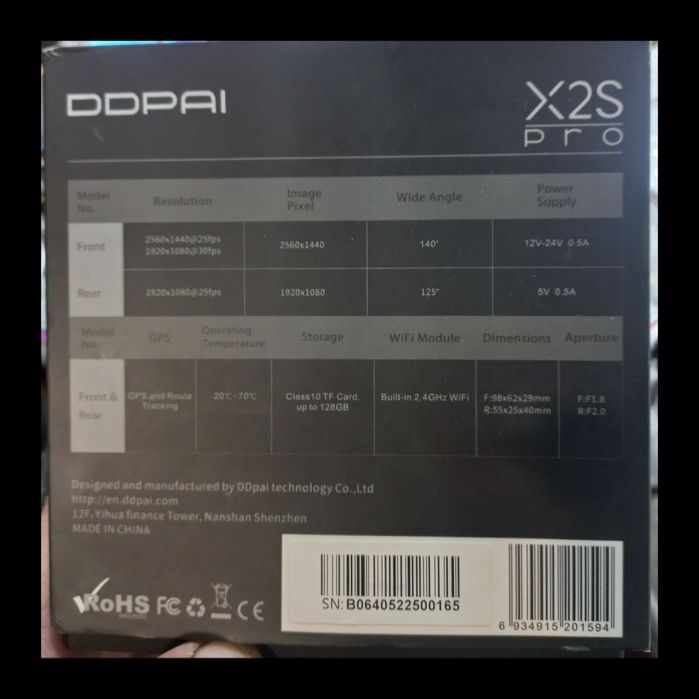 DDPAI
X2S
pro
Model No. Resolution Image Pixel Wide Angle Power Supply
Front 2560x1440@25fps 1920x1080@30fps 2560x1440 140° 12V-24V 0.5A
Rear 1920x1080@25fps 1920x1080 125° 5V 0.5A
Model No. GPS Operating Temperature Storage WiFi Module Dimensions Aperture
Front & Rear GPS and Route Tracking 20℃~70℃ Class10 TF Card. up to 128GB Built-in 2.4GHz WiFi F:98x62x29mm R:55x25x40mm F:F1.8 R:F2.0
Designed and manufactured by DDpai technology Co.,Ltd
http://en.ddpai.com
12F, Yihua finance Tower, Nanshan Shenzhen
MADE IN CHINA
RoHS FC CE
SN: B0640522500165
6 934915 201594